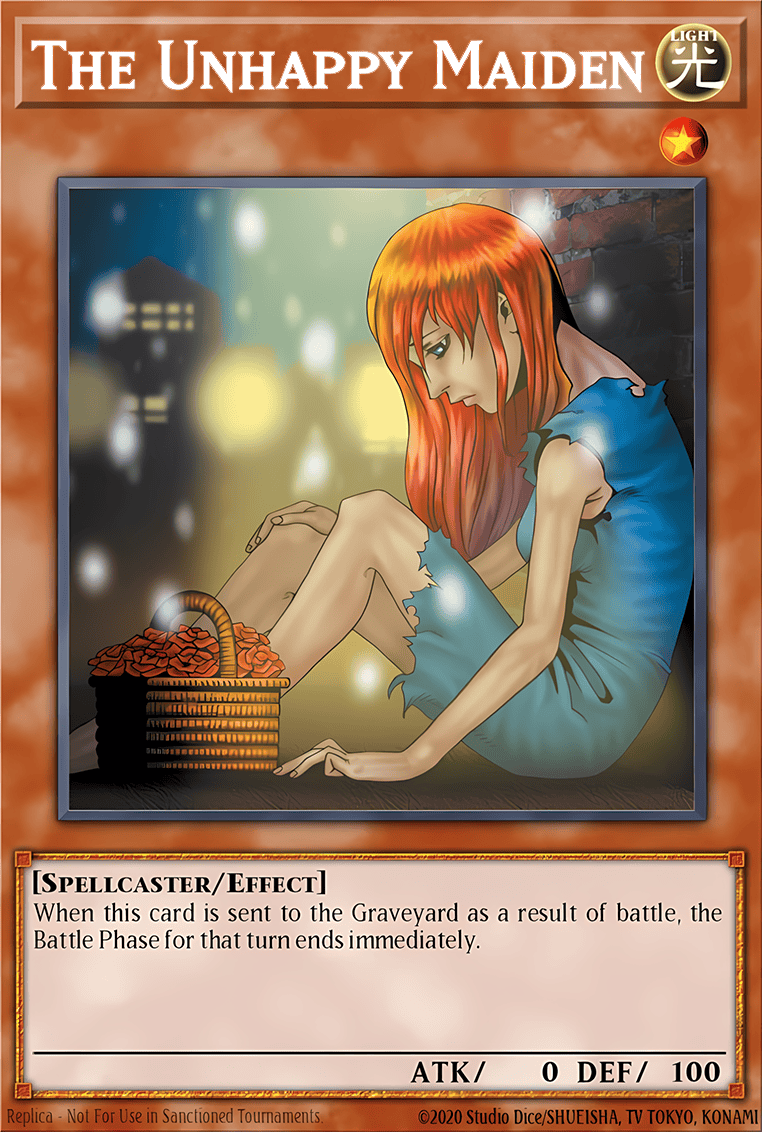 The Unhappy Maiden
LIGHT
光
[Spellcaster/Effect]
When this card is sent to the Graveyard as a result of battle, the
Battle Phase for that turn ends immediately.
ATK/ 0 DEF/ 100
Replica - Not For Use in Sanctioned Tournaments.
©2020 Studio Dice/SHUEISHA, TV TOKYO, KONAMI